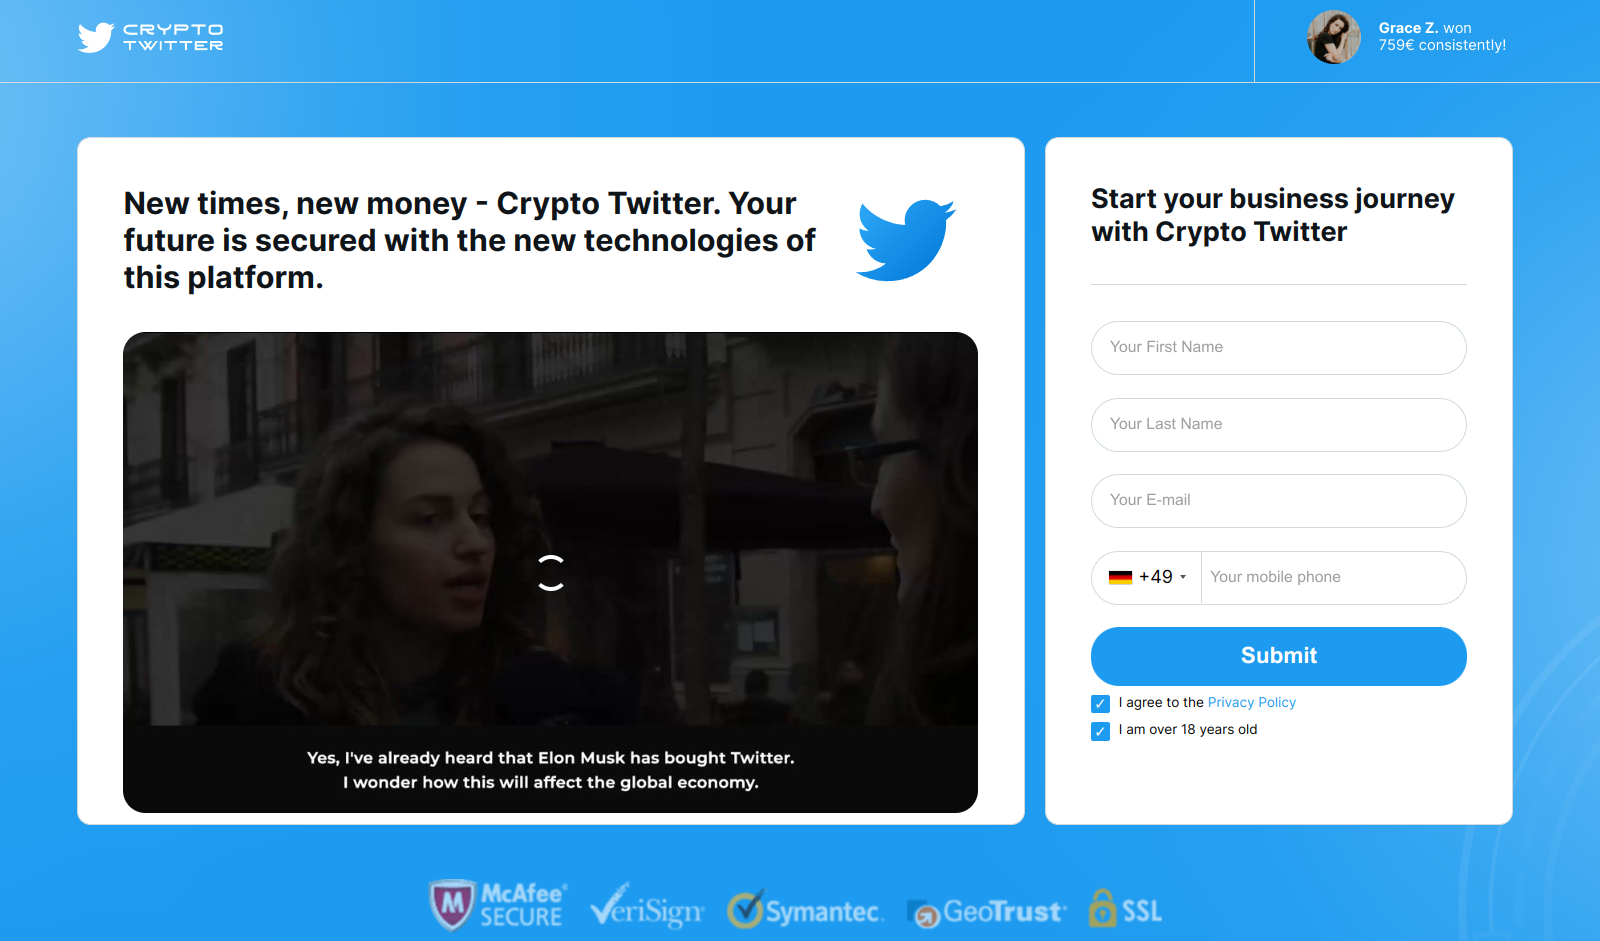 CRYPTO
TWITTER
Grace Z. won
759€ consistently!
New times, new money - Crypto Twitter. Your
future is secured with the new technologies of
this platform.
Yes, I've already heard that Elon Musk has bought Twitter.
I wonder how this will affect the global economy.
Start your business journey
with Crypto Twitter
Your First Name
Your Last Name
Your E-mail
+49
Your mobile phone
Submit
✓ I agree to the Privacy Policy
✓ I am over 18 years old
M McAfee®
SECURE
VeriSign
Symantec.
GeoTrust
SSL